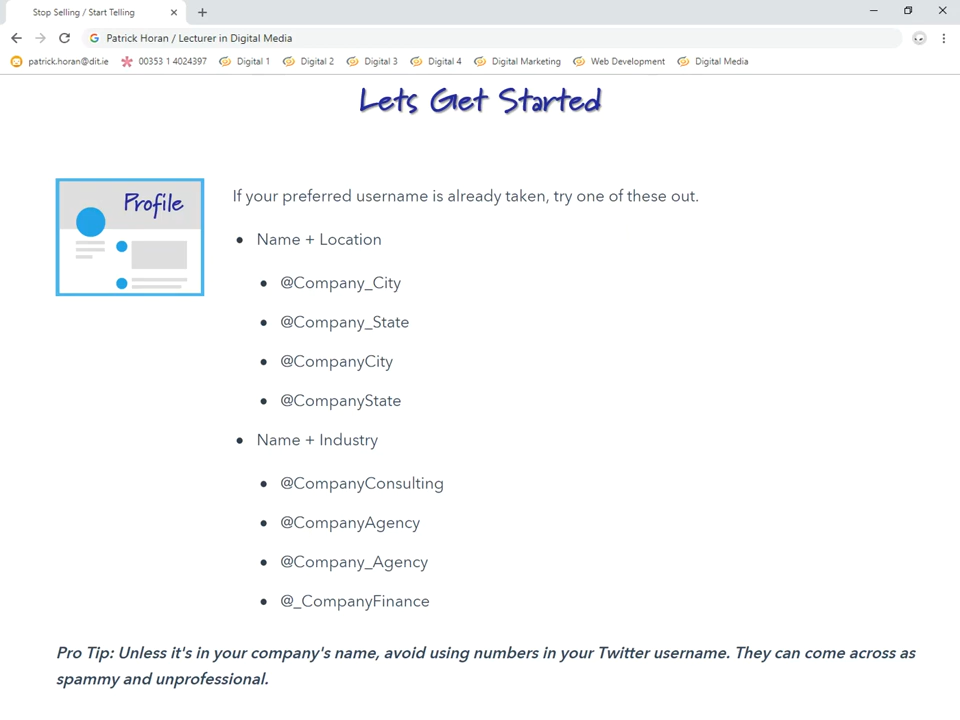 Stop Selling / Start Telling
Patrick Horan / Lecturer in Digital Media
patrick.horan@dit.ie 00353 1 4024397 Digital 1 Digital 2 Digital 3 Digital 4 Digital Marketing Web Development Digital Media
Lets Get Started
Profile
If your preferred username is already taken, try one of these out.
Name + Location
@Company_City
@Company_State
@CompanyCity
@CompanyState
Name + Industry
@CompanyConsulting
@CompanyAgency
@Company_Agency
@_CompanyFinance
Pro Tip: Unless it's in your company's name, avoid using numbers in your Twitter username. They can come across as
spammy and unprofessional.